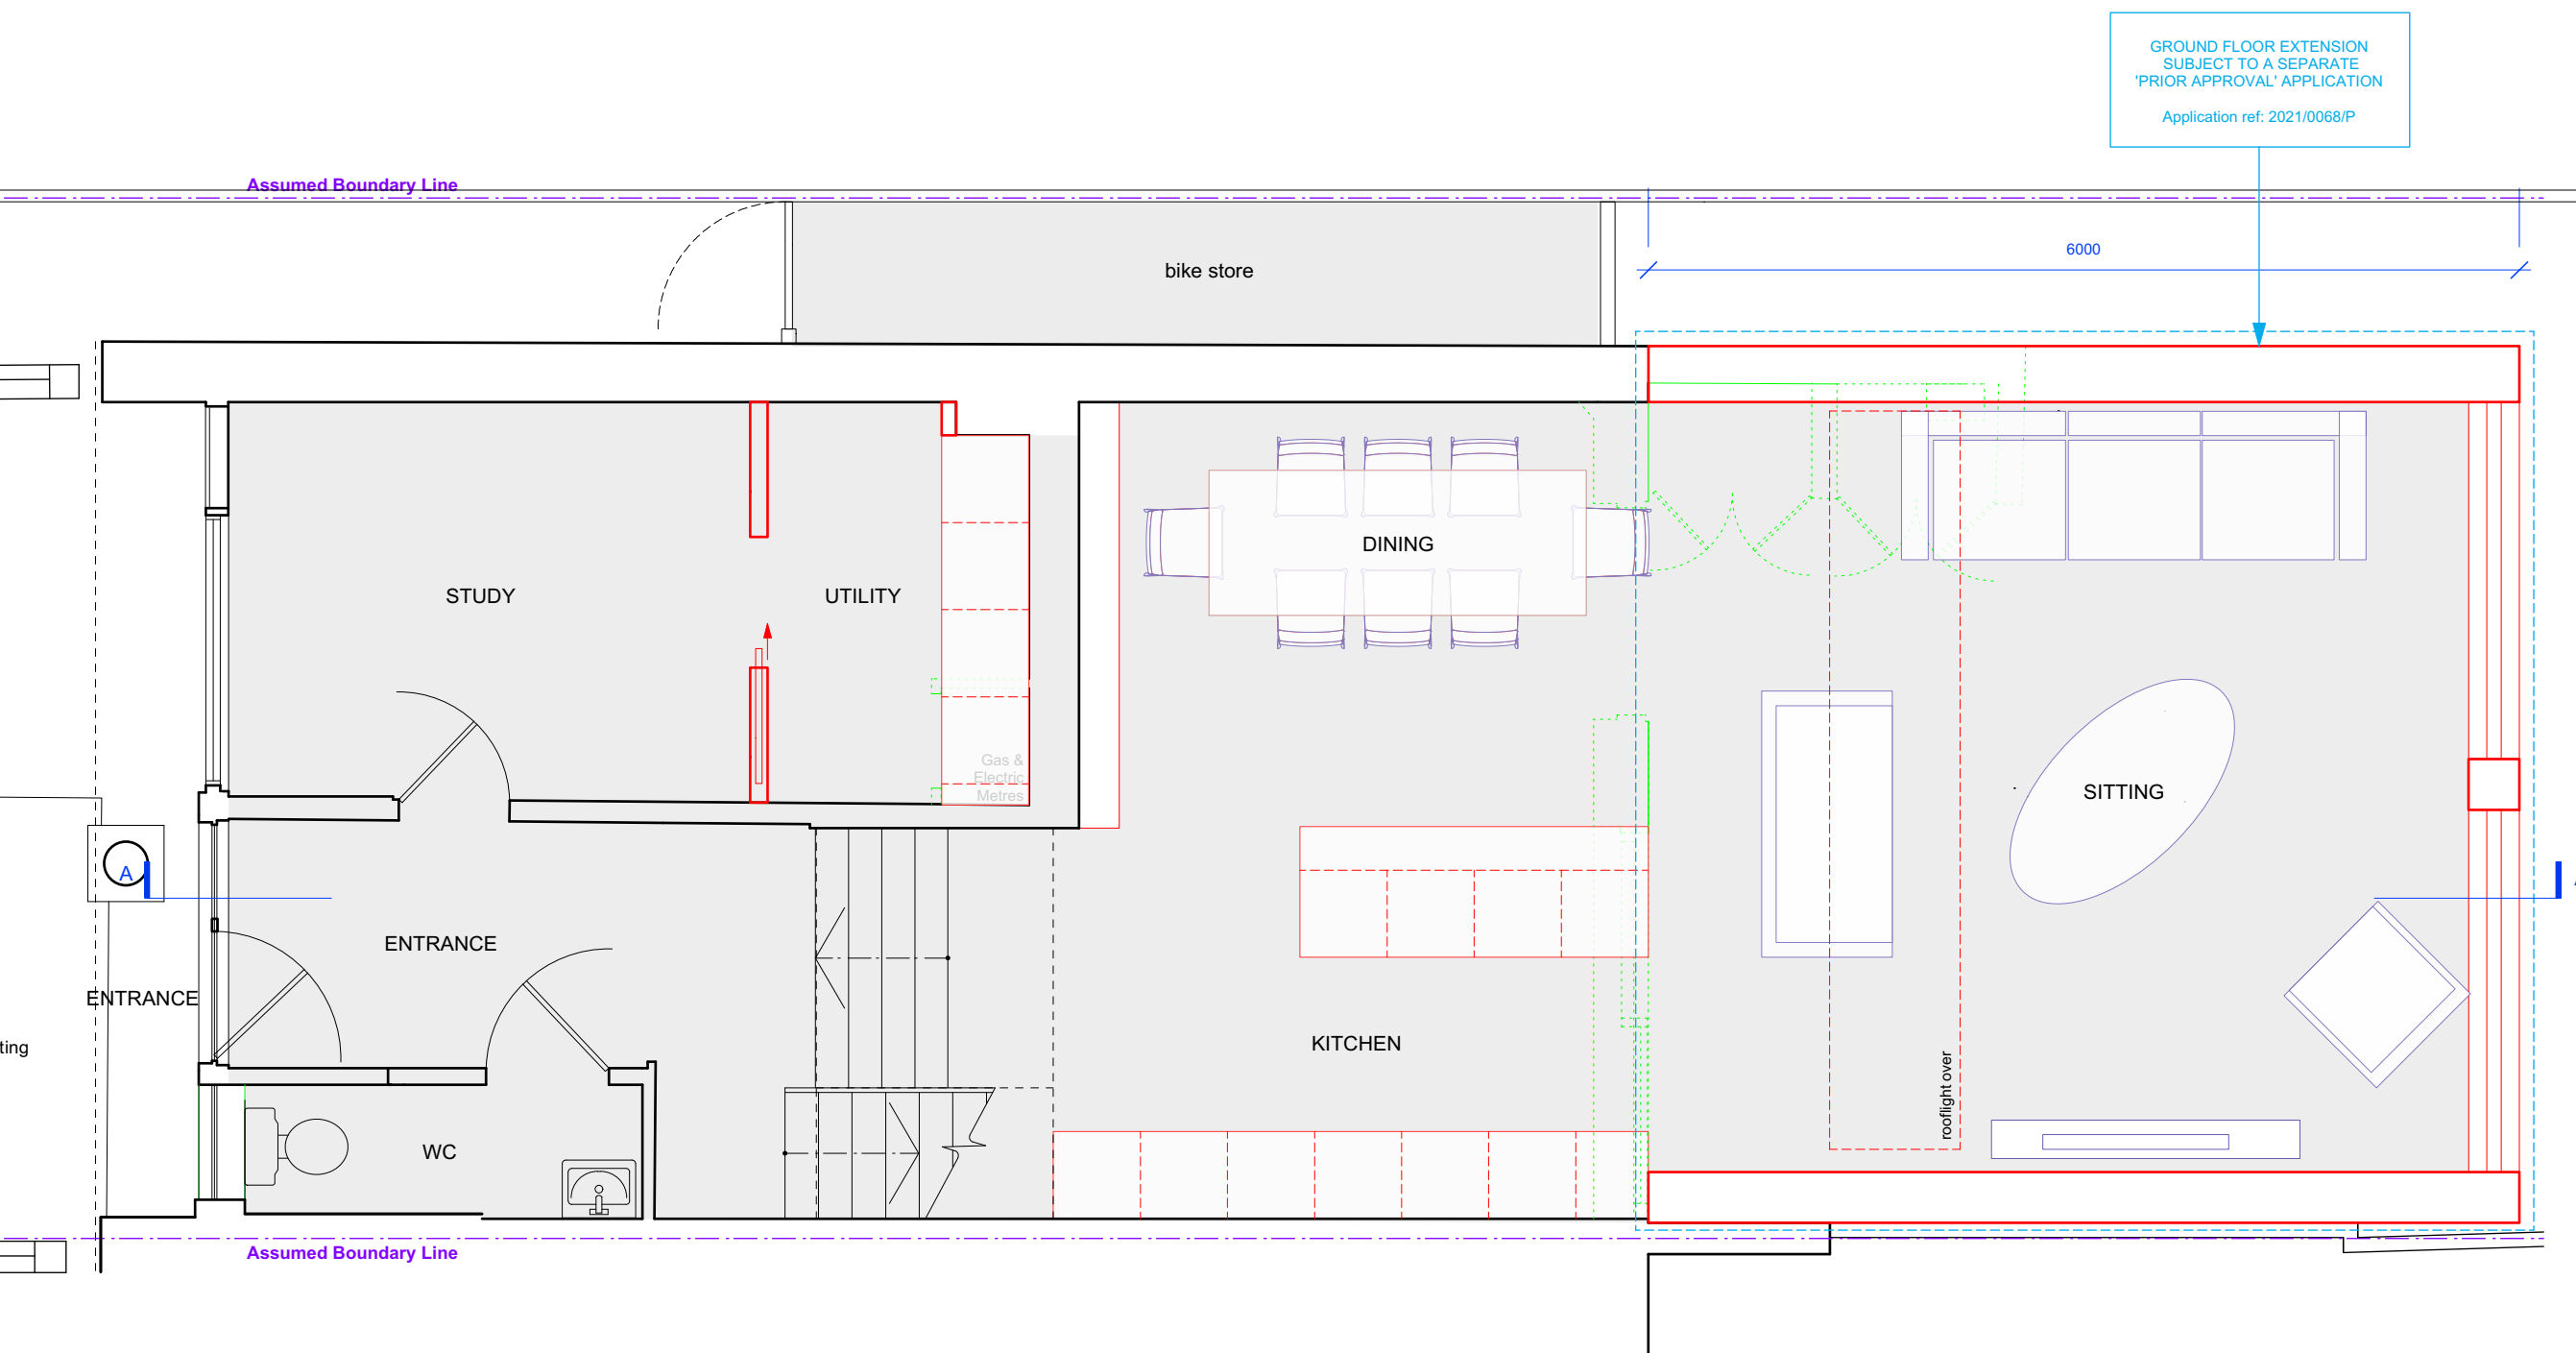 GROUND FLOOR EXTENSION
SUBJECT TO A SEPARATE
'PRIOR APPROVAL' APPLICATION
Application ref: 2021/0068/P
Assumed Boundary Line
6000
bike store
DINING
STUDY
UTILITY
Gas &
Electric
Metres
SITTING
A
ENTRANCE
ENTRANCE
KITCHEN
ting
rooflight over
WC
Assumed Boundary Line